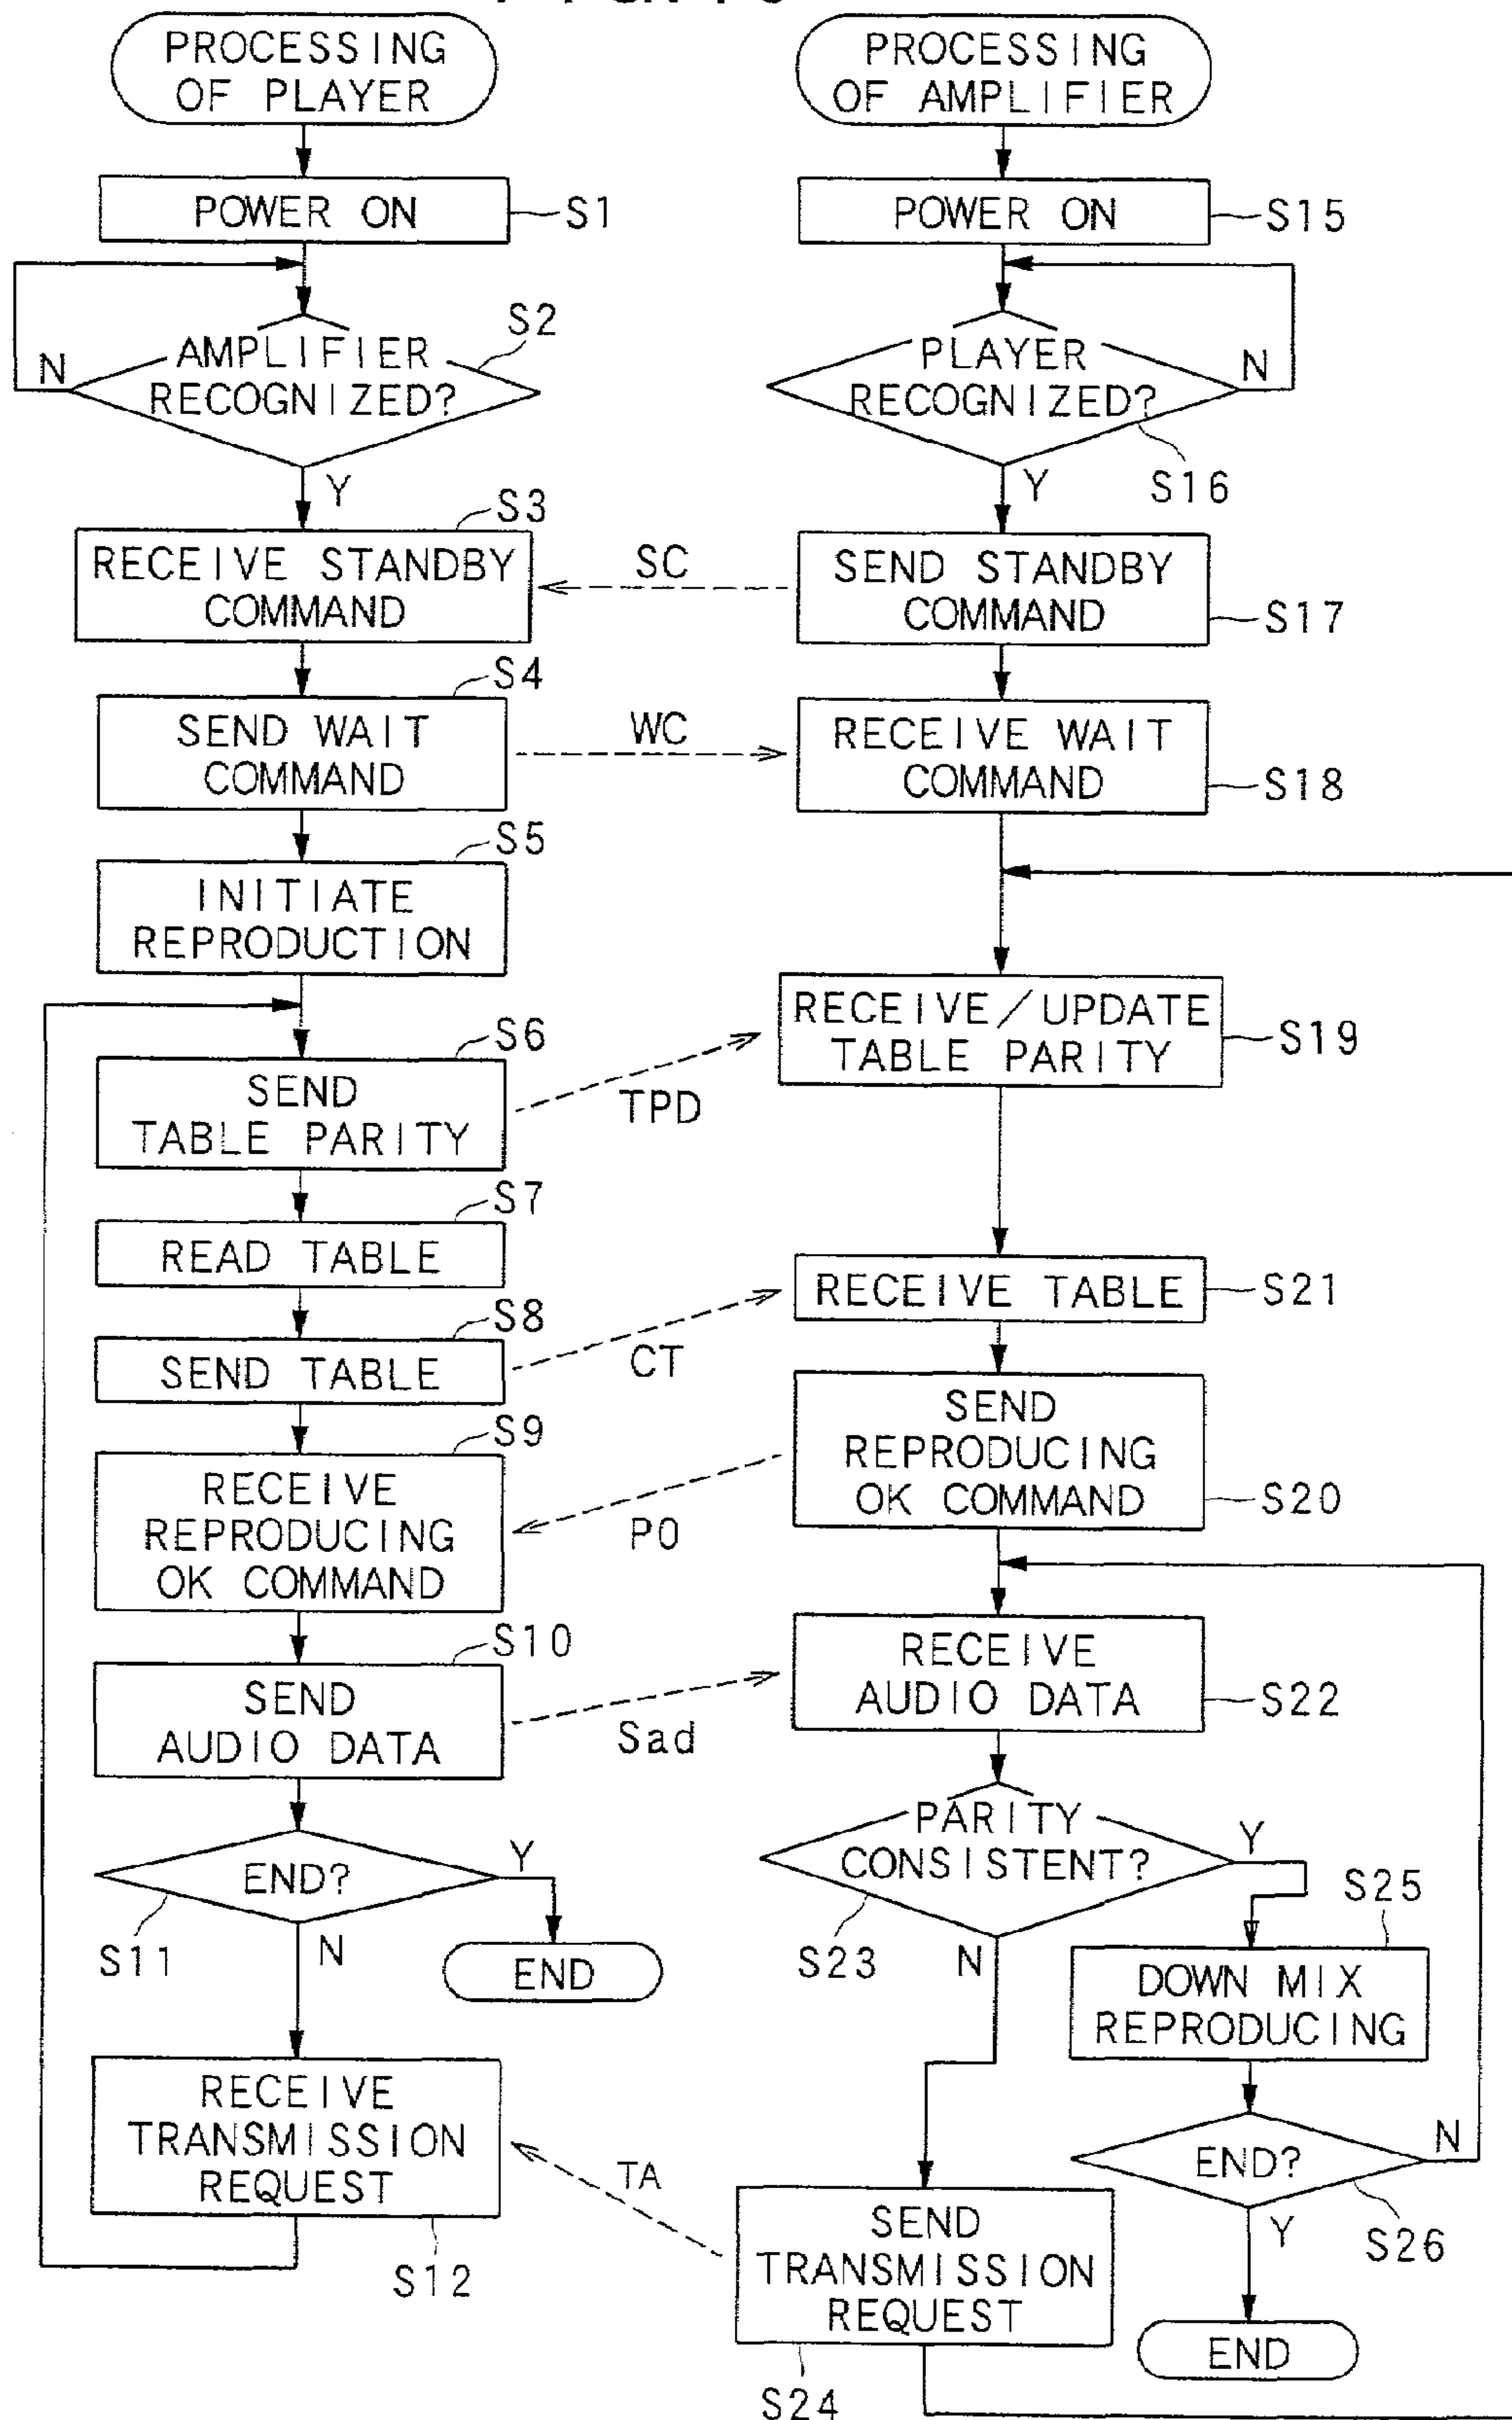 PROCESSING
OF PLAYER
POWER ON
S1
AMPLIFIER
RECOGNIZED?
S2
N
Y
RECEIVE STANDBY
COMMAND
S3
SC
SEND WAIT
COMMAND
S4
WC
INITIATE
REPRODUCTION
S5
SEND
TABLE PARITY
S6
TPD
READ TABLE
S7
SEND TABLE
S8
CT
RECEIVE
REPRODUCING
OK COMMAND
S9
PO
SEND
AUDIO DATA
S10
Sad
END?
S11
Y
N
END
RECEIVE
TRANSMISSION
REQUEST
S12
TA
PROCESSING
OF AMPLIFIER
POWER ON
S15
PLAYER
RECOGNIZED?
N
S16
Y
SEND STANDBY
COMMAND
S17
RECEIVE WAIT
COMMAND
S18
RECEIVE/UPDATE
TABLE PARITY
S19
RECEIVE TABLE
S21
SEND
REPRODUCING
OK COMMAND
S20
RECEIVE
AUDIO DATA
S22
PARITY
CONSISTENT?
Y
S23
N
S25
DOWN MIX
REPRODUCING
END?
N
S26
Y
END
SEND
TRANSMISSION
REQUEST
S24